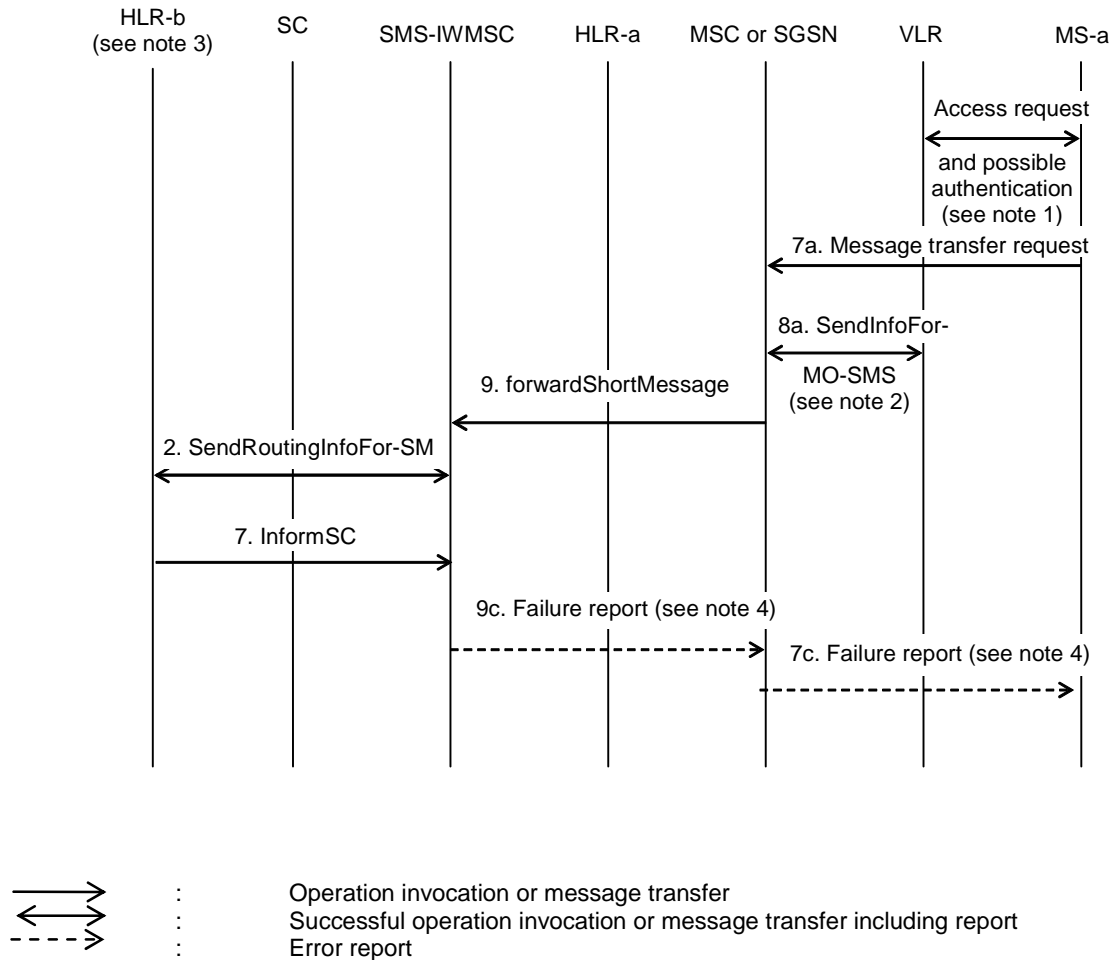 HLR-b
(see note 3)
SC
SMS-IWMSC
HLR-a
MSC or SGSN
VLR
MS-a
Access request
and possible
authentication
(see note 1)
7a. Message transfer request
8a. SendInfoFor-
MO-SMS
(see note 2)
9. forwardShortMessage
2. SendRoutingInfoFor-SM
7. InformSC
9c. Failure report (see note 4)
7c. Failure report (see note 4)
: Operation invocation or message transfer
: Successful operation invocation or message transfer including report
: Error report